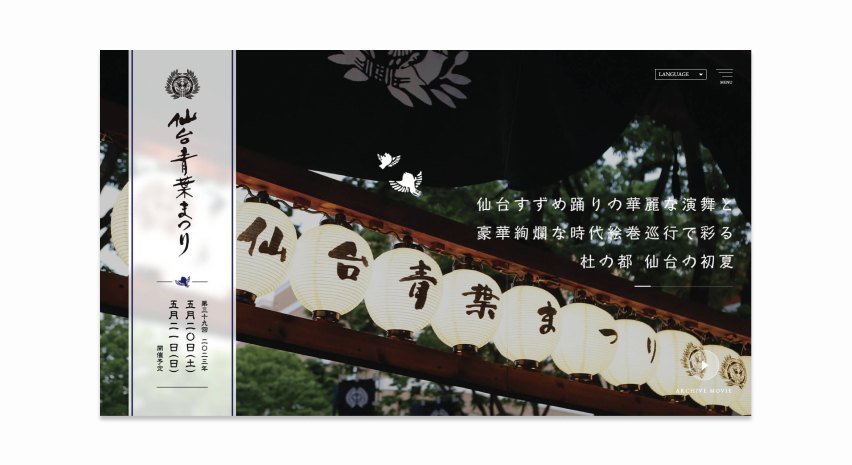 仙台青葉まつり
第三十九回 二〇二三年
五月二〇日(土)
五月二一日(日)
開催予定
LANGUAGE
MENU
仙台すずめ踊りの華麗な演舞と
豪華絢爛な時代絵巻巡行で彩る
杜の都 仙台の初夏
仙台青葉まつり
ARCHIVE MOVIE